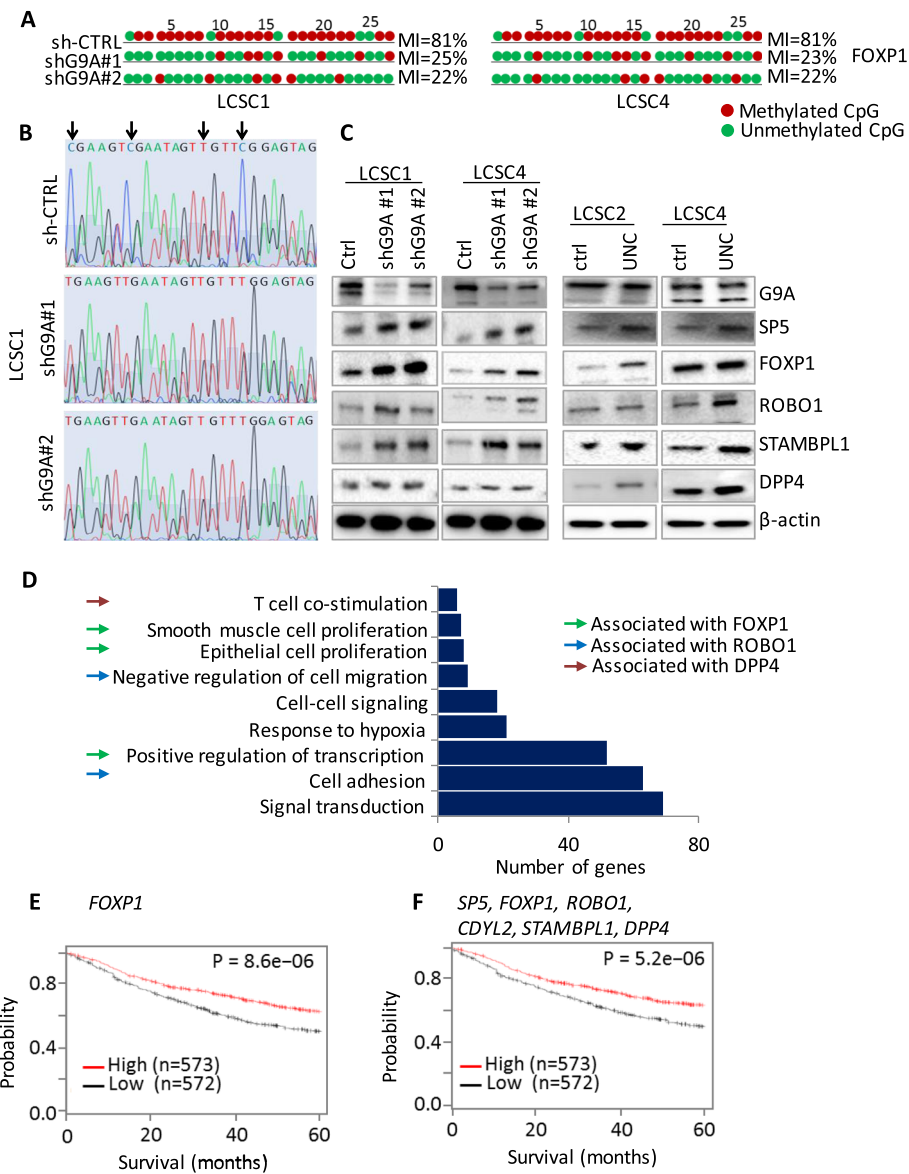 A
5 10 15 20 25
5 10 15 20 25
sh-CTRL MI=81% MI=81%
shG9A#1 MI=25% MI=23% FOXP1
shG9A#2 MI=22% MI=22%
LCSC1 LCSC4
Methylated CpG
Unmethylated CpG
B
CGAAGTCGAATAGTTGTTCGGAGTAG
sh-CTRL
TGAAGTTGAATAGTTGTTTGGAGTAG
shG9A#1
LCSC1
TGAAGTTGAATAGTTGTTTGGAGTAG
shG9A#2
C
LCSC1 LCSC4
Ctrl shG9A #1 shG9A #2 Ctrl shG9A #1 shG9A #2
LCSC2 LCSC4
ctrl UNC ctrl UNC
G9A
SP5
FOXP1
ROBO1
STAMBPL1
DPP4
β-actin
D
T cell co-stimulation
Smooth muscle cell proliferation
Epithelial cell proliferation
Negative regulation of cell migration
Cell-cell signaling
Response to hypoxia
Positive regulation of transcription
Cell adhesion
Signal transduction
0 40 80
Number of genes
Associated with FOXP1
Associated with ROBO1
Associated with DPP4
E
FOXP1
P = 8.6e−06
Probability
0.8
0.4
0.0
High (n=573)
Low (n=572)
0 20 40 60
Survival (months)
F
SP5, FOXP1, ROBO1,
CDYL2, STAMBPL1, DPP4
P = 5.2e−06
Probability
0.8
0.4
0.0
High (n=573)
Low (n=572)
0 20 40 60
Survival (months)